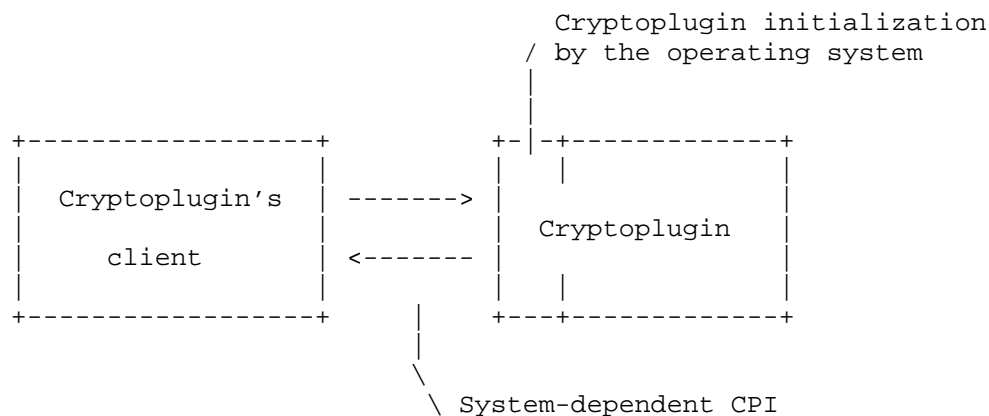 Cryptoplugin initialization
by the operating system
Cryptoplugin's
client
Cryptoplugin
System-dependent CPI